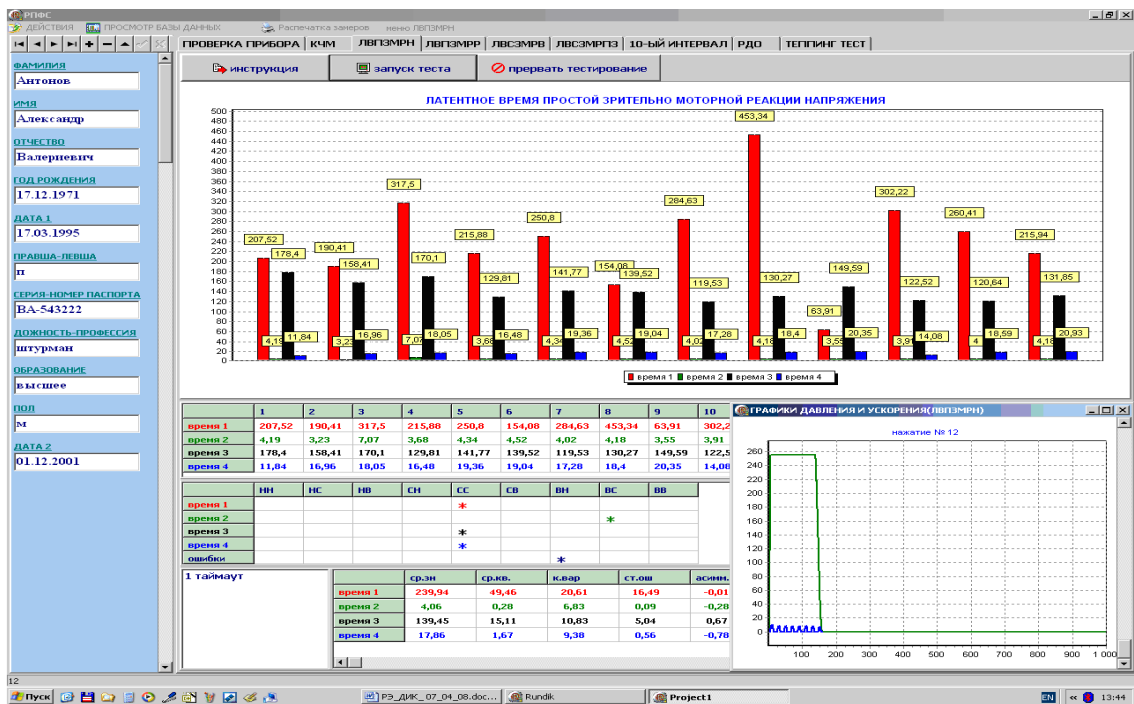 РПФС
ДЕЙСТВИЯ ПРОСМОТР БАЗЫ ДАННЫХ Распечатка замеров меню ЛВПЗМРН
ПРОВЕРКА ПРИБОРА КЧМ ЛВПЗМРН ЛВПЗМРР ЛВСЗМРВ ЛВСЗМРПЗ 10-ЫЙ ИНТЕРВАЛ РДО ТЕППИНГ ТЕСТ
инструкция запуск теста прервать тестирование
ФАМИЛИЯ
Антонов
ИМЯ
Александр
ОТЧЕСТВО
Валериевич
ГОД РОЖДЕНИЯ
17.12.1971
ДАТА 1
17.03.1995
ПРАВША-ЛЕВША
п
СЕРИЯ-НОМЕР ПАСПОРТА
ВА-543222
ДОЖНОСТЬ-ПРОФЕССИЯ
штурман
ОБРАЗОВАНИЕ
высшее
ПОЛ
м
ДАТА 2
01.12.2001
ЛАТЕНТНОЕ ВРЕМЯ ПРОСТОЙ ЗРИТЕЛЬНО МОТОРНОЙ РЕАКЦИИ НАПРЯЖЕНИЯ
500
480
460
440
420
400
380
360
340
320
300
280
260
240
220
200
180
160
140
120
100
80
60
40
20
0
207,52 4,19 178,4 11,84
190,41 3,23 158,41 16,96
317,5 7,07 170,1 18,05
215,88 3,68 129,81 16,48
250,8 4,34 141,77 19,36
154,08 4,52 139,52 19,04
284,63 4,02 119,53 17,28
453,34 4,18 130,27 18,4
63,91 3,55 149,59 20,35
302,22 3,91 122,52 14,08
260,41 4 120,64 18,59
215,94 4,18 131,85 20,93
время 1 время 2 время 3 время 4
1 2 3 4 5 6 7 8 9 10
время 1 207,52 190,41 317,5 215,88 250,8 154,08 284,63 453,34 63,91 302,2
время 2 4,19 3,23 7,07 3,68 4,34 4,52 4,02 4,18 3,55 3,91
время 3 178,4 158,41 170,1 129,81 141,77 139,52 119,53 130,27 149,59 122,5
время 4 11,84 16,96 18,05 16,48 19,36 19,04 17,28 18,4 20,35 14,08
НН НС НВ СН СС СВ ВН ВС ВВ
время 1 *
время 2 *
время 3 *
время 4 *
ошибки *
1 таймаут
ср.зн ср.кв. к.вар ст.ош асимм.
время 1 239,94 49,46 20,61 16,49 -0,01
время 2 4,06 0,28 6,83 0,09 -0,28
время 3 139,45 15,11 10,83 5,04 0,67
время 4 17,86 1,67 9,38 0,56 -0,78
ГРАФИКИ ДАВЛЕНИЯ И УСКОРЕНИЯ(ЛВПЗМРН)
нажатие № 12
260
240
220
200
180
160
140
120
100
80
60
40
20
0
100 200 300 400 500 600 700 800 900 1 000
12
Пуск РЭ_ДИК_07_04_08.doc... Rundik Project1 EN « 13:44